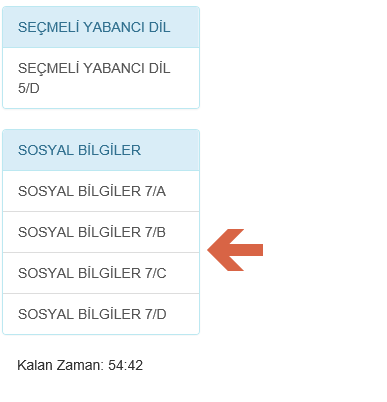 SEÇMELİ YABANCI DİL
SEÇMELİ YABANCI DİL
5/D
SOSYAL BİLGİLER
SOSYAL BİLGİLER 7/A
SOSYAL BİLGİLER 7/B
SOSYAL BİLGİLER 7/C
SOSYAL BİLGİLER 7/D
Kalan Zaman: 54:42